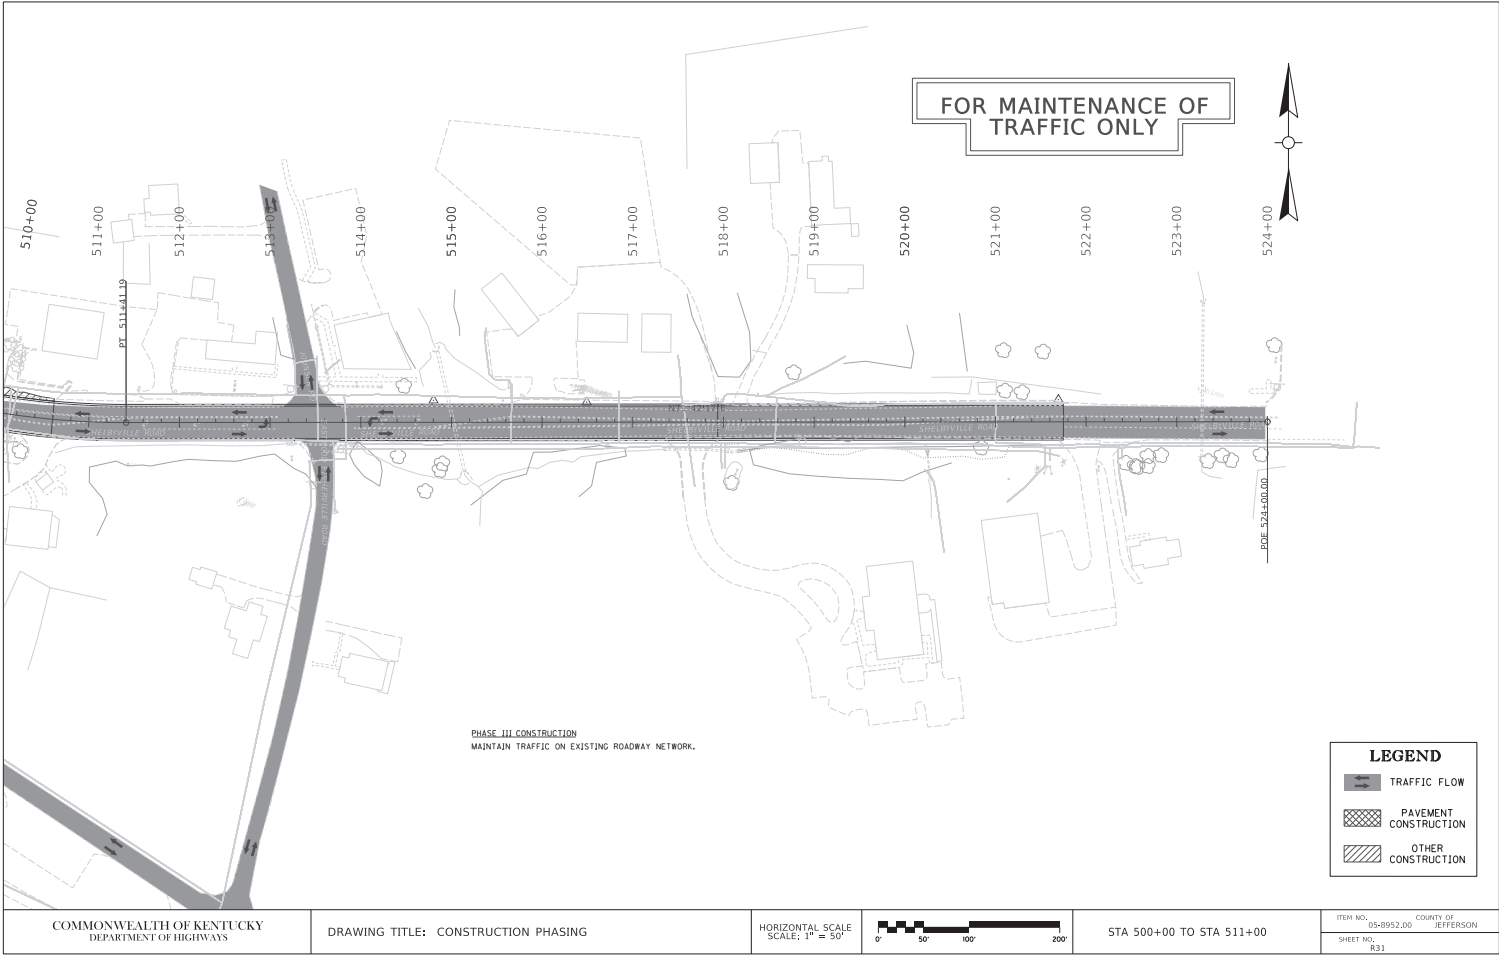 FOR MAINTENANCE OF
TRAFFIC ONLY
510+00
511+00
512+00
513+00
514+00
515+00
516+00
517+00
518+00
519+00
520+00
521+00
522+00
523+00
524+00
PT 511+41.19
SHELBYVILLE ROAD
SHELBYVILLE ROAD
SHELBYVILLE ROAD
POE 524+00.00
PHASE III CONSTRUCTION
MAINTAIN TRAFFIC ON EXISTING ROADWAY NETWORK.
LEGEND
TRAFFIC FLOW
PAVEMENT
CONSTRUCTION
OTHER
CONSTRUCTION
COMMONWEALTH OF KENTUCKY
DEPARTMENT OF HIGHWAYS
DRAWING TITLE: CONSTRUCTION PHASING
HORIZONTAL SCALE
SCALE: 1" = 50'
0' 50' 100' 200'
STA 500+00 TO STA 511+00
ITEM NO. COUNTY OF
05-8952.00 JEFFERSON
SHEET NO.
R31